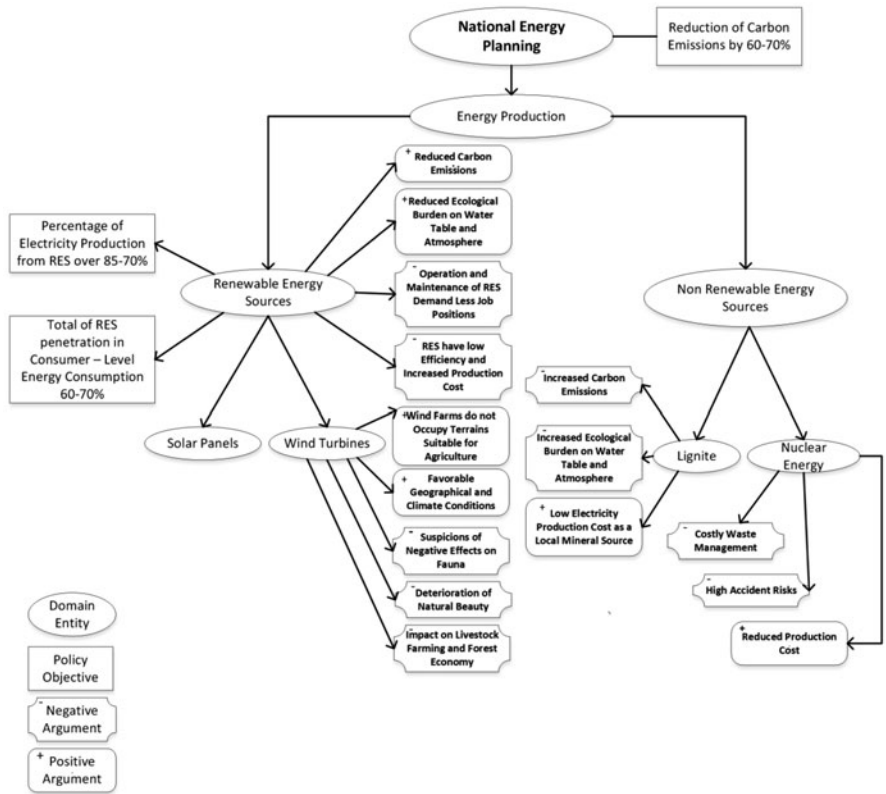 National Energy
Planning
Reduction of Carbon
Emissions by 60-70%
Energy Production
+ Reduced Carbon
Emissions
+ Reduced Ecological
Burden on Water
Table and
Atmosphere
Percentage of
Electricity Production
from RES over 85-70%
Renewable Energy
Sources
- Operation and
Maintenance of RES
Demand Less Job
Positions
Non Renewable Energy
Sources
Total of RES
penetration in
Consumer – Level
Energy Consumption
60-70%
- RES have low
Efficiency and
Increased Production
Cost
- Increased Carbon
Emissions
Solar Panels
Wind Turbines
+ Wind Farms do not
Occupy Terrains
Suitable for
Agriculture
- Increased Ecological
Burden on Water
Table and
Atmosphere
Lignite
Nuclear
Energy
+ Favorable
Geographical and
Climate Conditions
+ Low Electricity
Production Cost as a
Local Mineral Source
- Suspicions of
Negative Effects on
Fauna
- Costly Waste
Management
- Deterioration of
Natural Beauty
- High Accident Risks
- Impact on Livestock
Farming and Forest
Economy
+ Reduced Production
Cost
Domain
Entity
Policy
Objective
- Negative
Argument
+ Positive
Argument